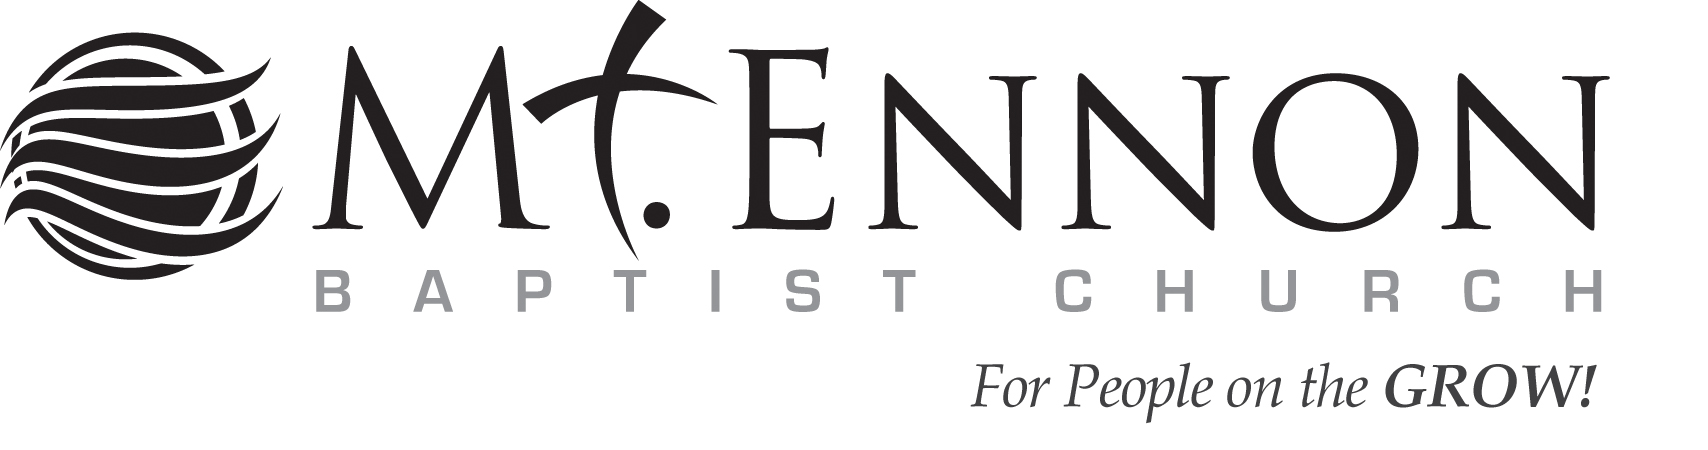 Mt. Ennon
BAPTIST CHURCH
For People on the GROW!